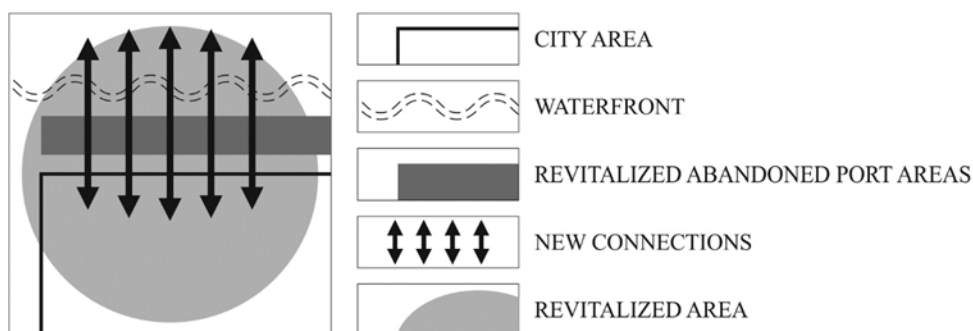 CITY AREA
WATERFRONT
REVITALIZED ABANDONED PORT AREAS
NEW CONNECTIONS
REVITALIZED AREA